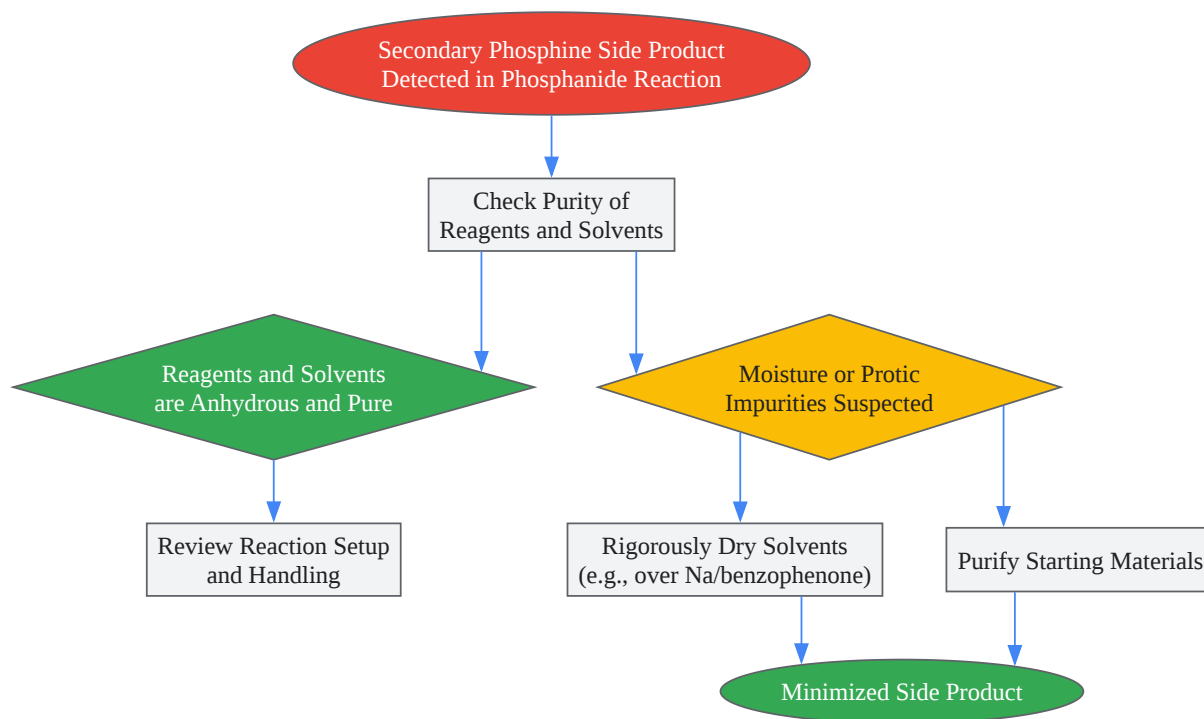 Secondary Phosphine Side Product
Detected in Phosphanide Reaction
Check Purity of
Reagents and Solvents
Reagents and Solvents
are Anhydrous and Pure
Moisture or Protic
Impurities Suspected
Review Reaction Setup
and Handling
Rigorously Dry Solvents
(e.g., over Na/benzophenone)
Purify Starting Materials
Minimized Side Product